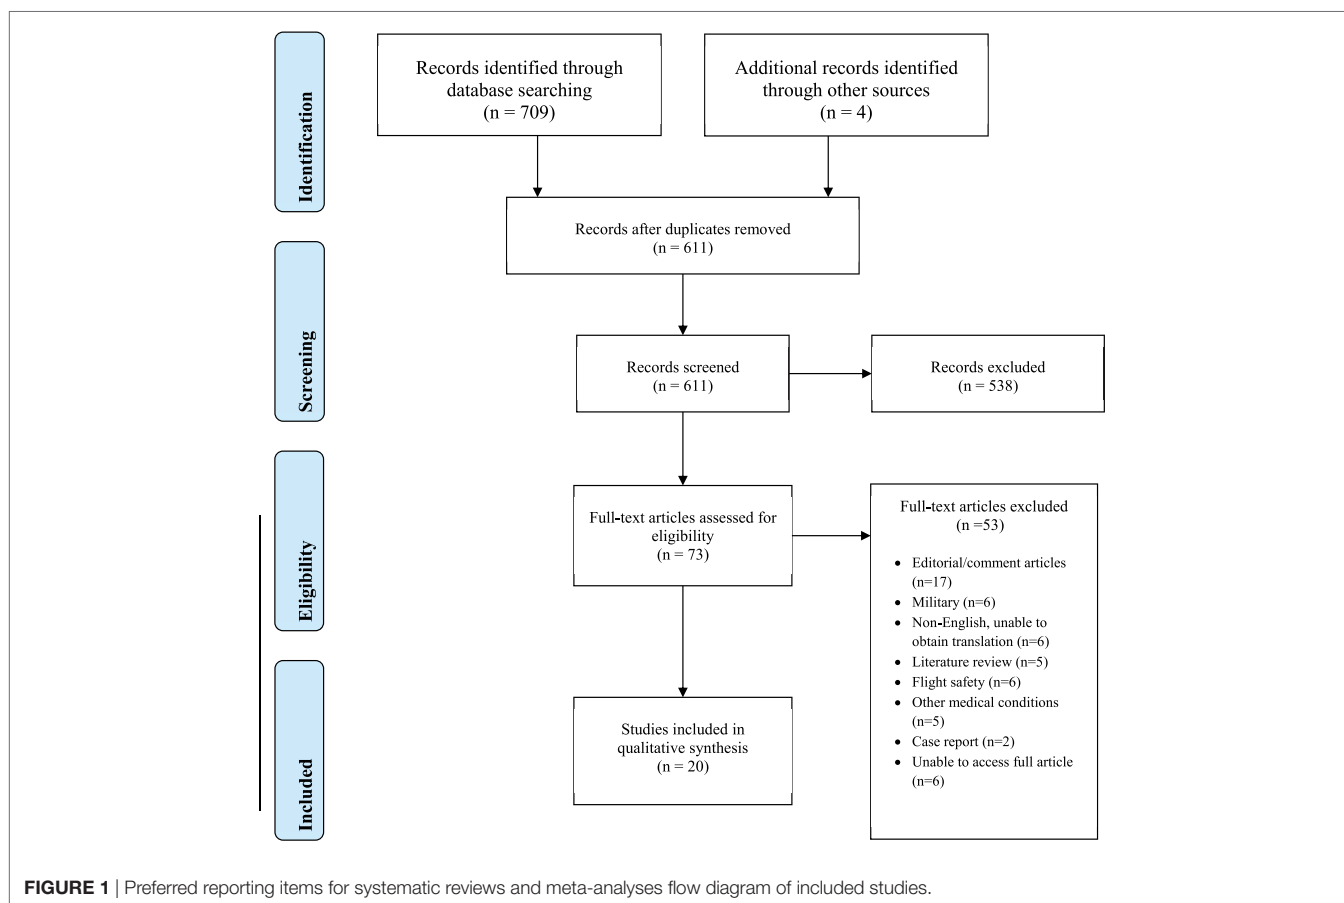 Identification
Records identified through
database searching
(n = 709)
Additional records identified
through other sources
(n = 4)
Records after duplicates removed
(n = 611)
Screening
Records screened
(n = 611)
Records excluded
(n = 538)
Eligibility
Full-text articles assessed for
eligibility
(n = 73)
Full-text articles excluded
(n =53)
• Editorial/comment articles
(n=17)
• Military (n=6)
• Non-English, unable to
obtain translation (n=6)
• Literature review (n=5)
• Flight safety (n=6)
• Other medical conditions
(n=5)
• Case report (n=2)
• Unable to access full article
(n=6)
Included
Studies included in
qualitative synthesis
(n = 20)
FIGURE 1 | Preferred reporting items for systematic reviews and meta-analyses flow diagram of included studies.